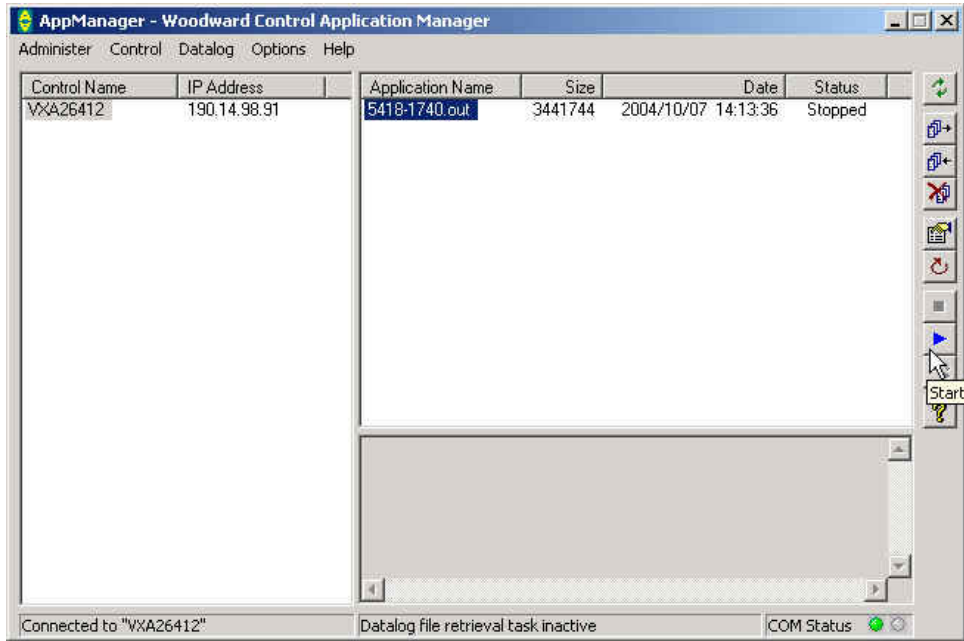 AppManager - Woodward Control Application Manager
Administer Control Datalog Options Help
Control Name IP Address
VXA26412 190.14.98.91
Application Name Size Date Status
5418-1740.out 3441744 2004/10/07 14:13:36 Stopped
Start
Connected to "VXA26412"
Datalog file retrieval task inactive
COM Status